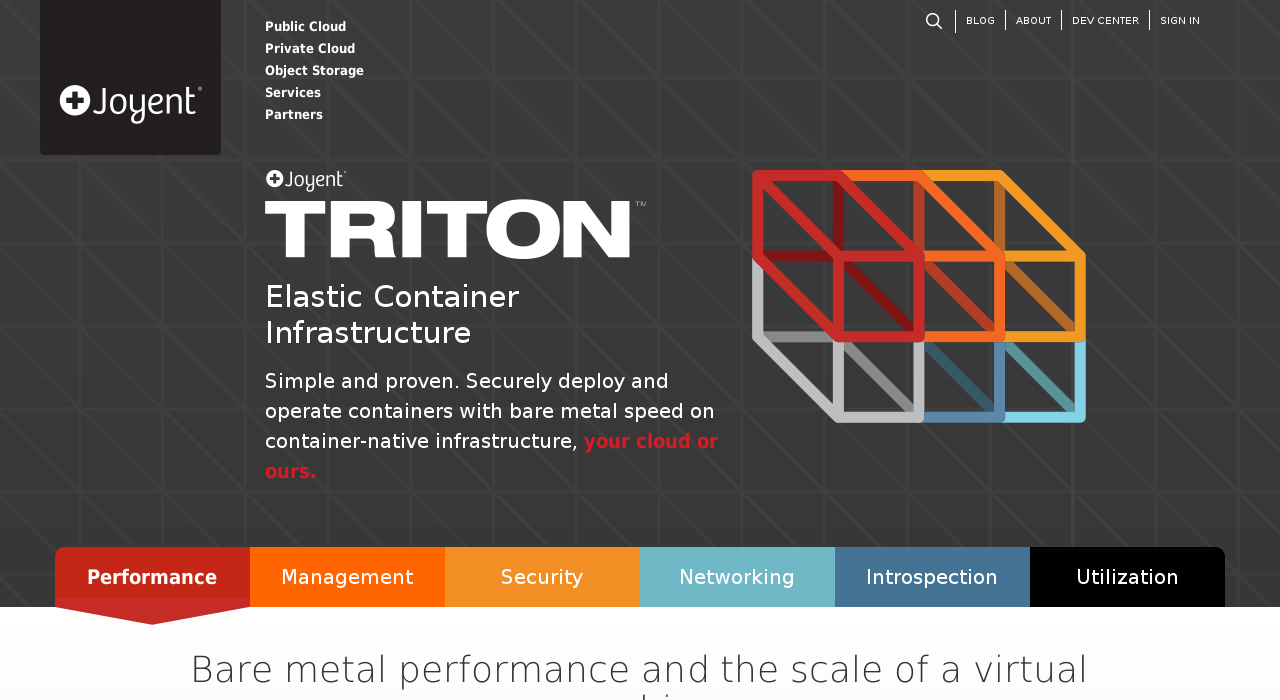 Public Cloud
Private Cloud
Object Storage
Services
Partners
BLOG
ABOUT
DEV CENTER
SIGN IN
Joyent®
Joyent
TRITON™
Elastic Container
Infrastructure
Simple and proven. Securely deploy and
operate containers with bare metal speed on
container-native infrastructure, your cloud or
ours.
Performance
Management
Security
Networking
Introspection
Utilization
Bare metal performance and the scale of a virtual